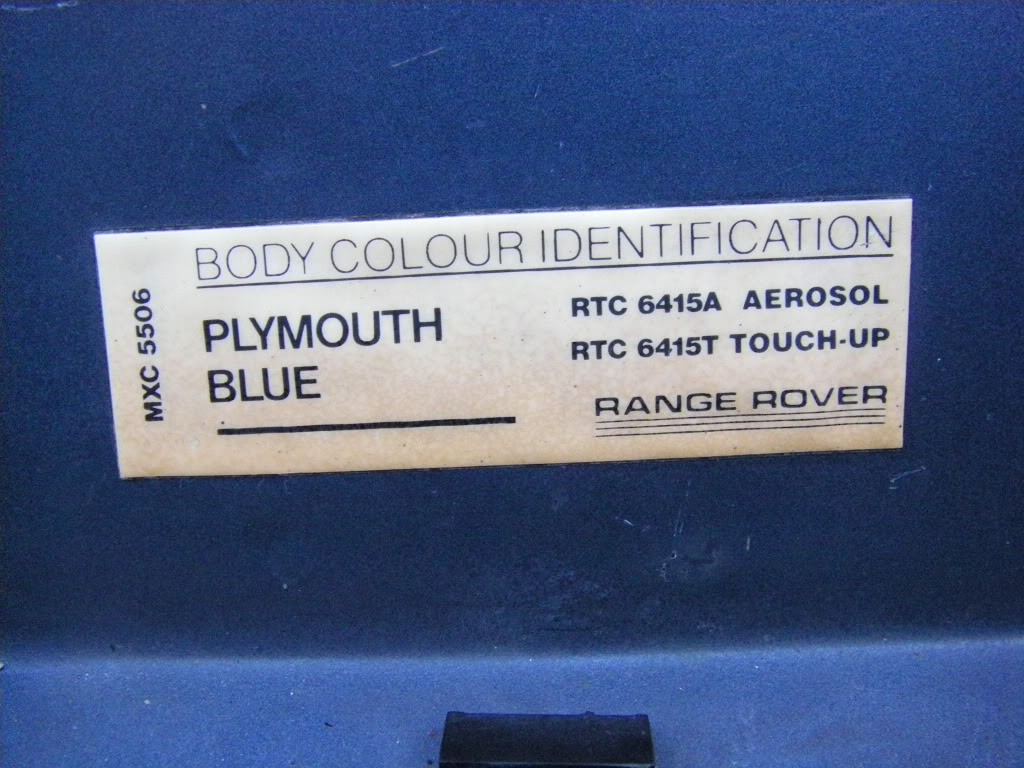 BODY COLOUR IDENTIFICATION
MXC 5506
PLYMOUTH
BLUE
RTC 6415A AEROSOL
RTC 6415T TOUCH-UP
RANGE ROVER